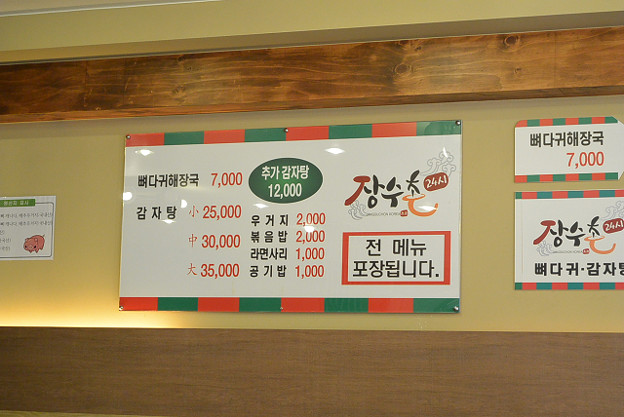 뼈다귀해장국 7,000
추가 감자탕
12,000
감자탕 小 25,000
中 30,000
大 35,000
우거지 2,000
볶음밥 2,000
라면사리 1,000
공기밥 1,000
장수촌 24시
전 메뉴
포장됩니다.
뼈다귀해장국
7,000
장수촌 24시
뼈다귀·감자탕